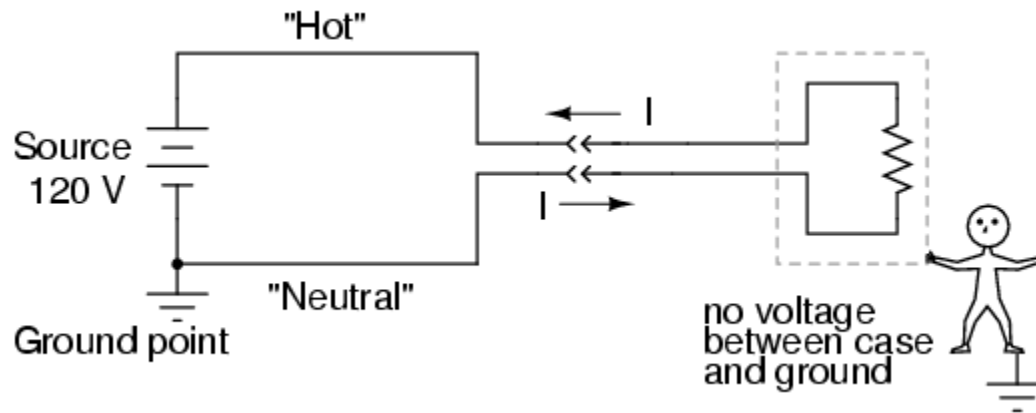 "Hot"
I
Source
120 V
I
"Neutral"
Ground point
no voltage
between case
and ground